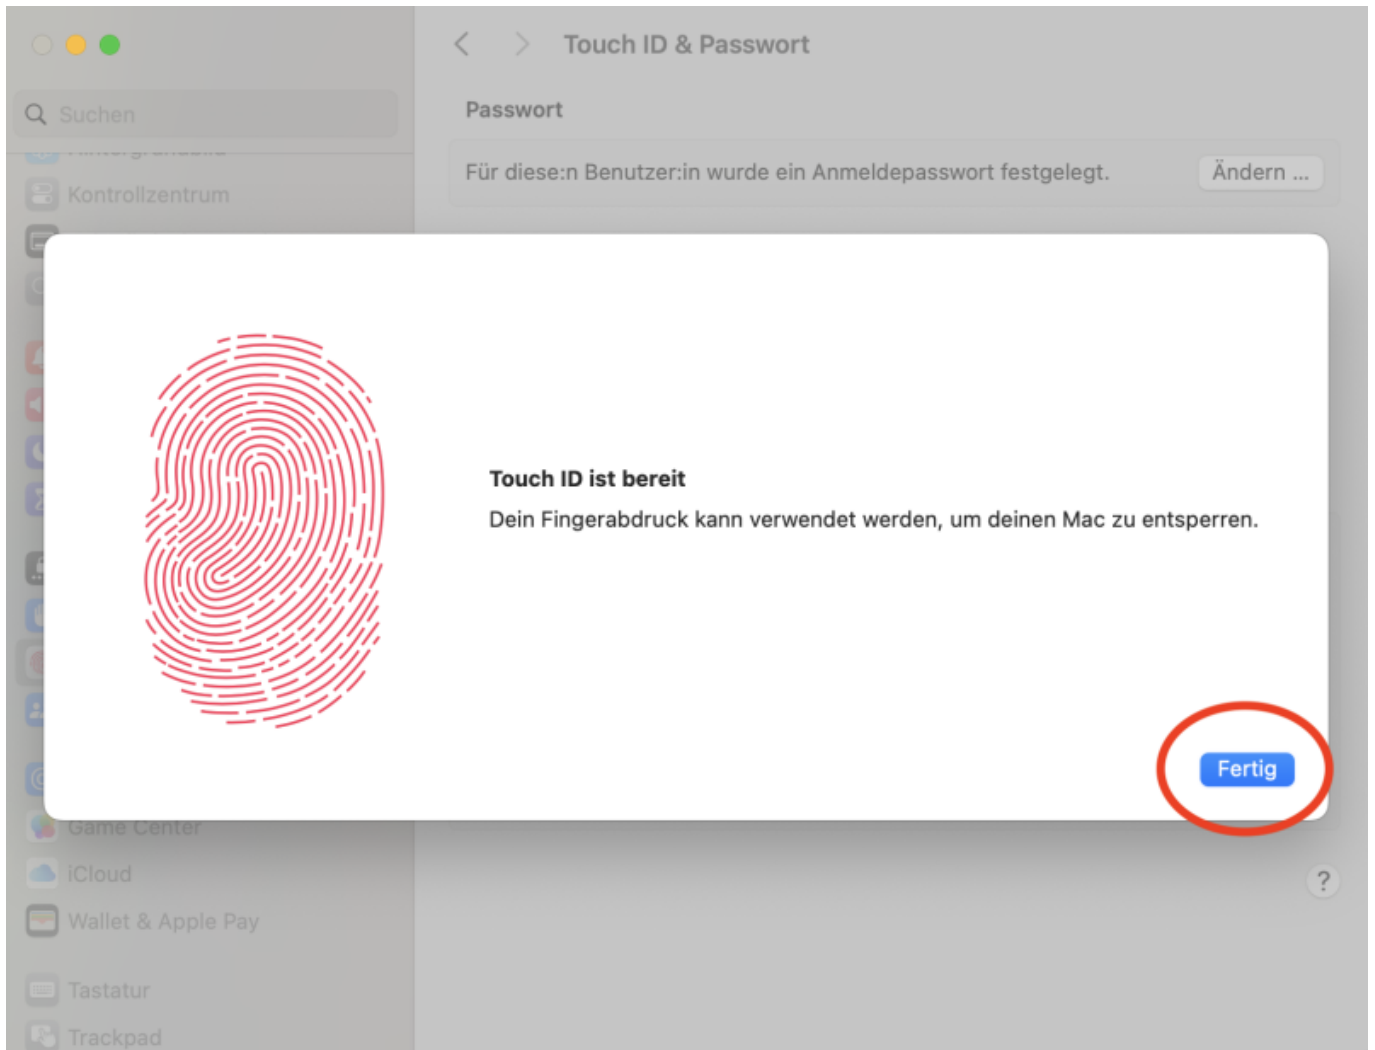 Touch ID & Passwort
Suchen
Passwort
Für diese:n Benutzer:in wurde ein Anmeldepasswort festgelegt.
Ändern ...
Kontrollzentrum
Touch ID ist bereit
Dein Fingerabdruck kann verwendet werden, um deinen Mac zu entsperren.
Fertig
Game Center
iCloud
?
Wallet & Apple Pay
Tastatur
Trackpad